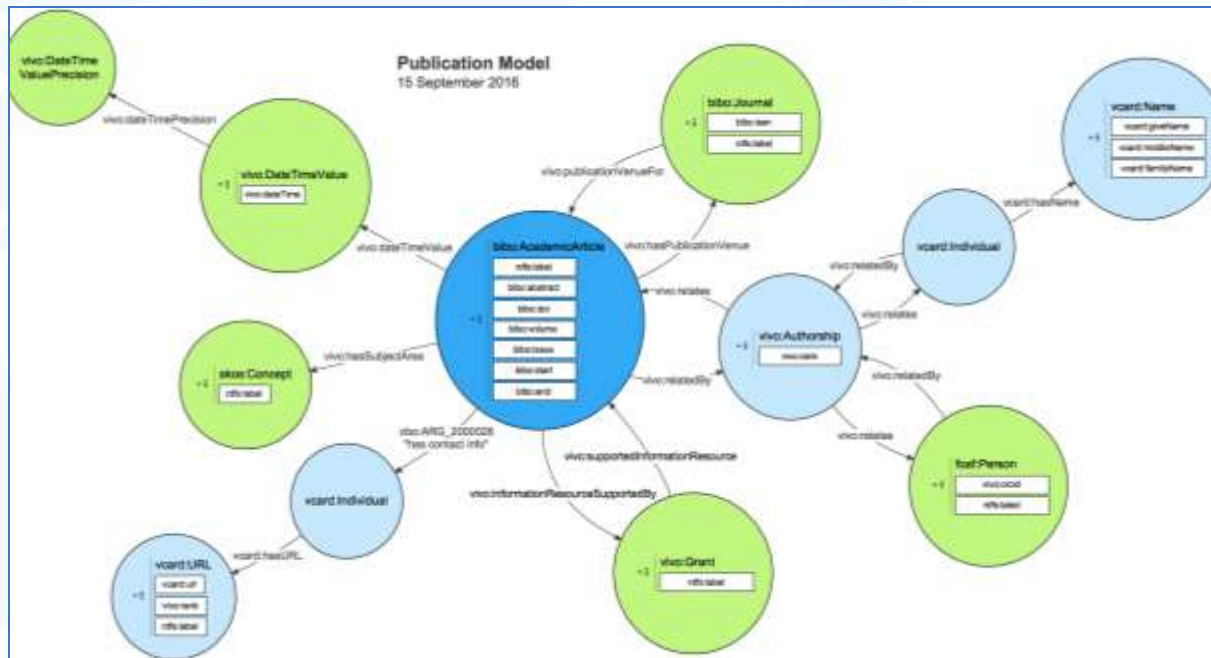 Publication Model
15 September 2016
vivo:DateTime
ValuePrecision
vivo:dateTimePrecision
vivo:DateTimeValue
vivo:dateTime
vivo:dateTimeValue
bibo:Journal
bibo:issn
rdfs:label
vivo:publicationVenueFor
vivo:hasPublicationVenue
vcard:Name
vcard:givenName
vcard:middleName
vcard:familyName
vcard:hasName
vcard:Individual
vivo:relatedBy
vivo:relates
bibo:AcademicArticle
rdfs:label
bibo:abstract
bibo:doi
bibo:volume
bibo:issue
bibo:start
bibo:end
vivo:relates
vivo:relatedBy
vivo:Authorship
vivo:rank
vivo:relatedBy
vivo:relates
foaf:Person
vivo:orcid
rdfs:label
vivo:hasSubjectArea
skos:Concept
rdfs:label
obo:ARG_2000028
"has contact info"
vcard:Individual
vcard:hasURL
vcard:URL
vcard:url
vivo:rank
rdfs:label
vivo:supportedInformationResource
vivo:informationResourceSupportedBy
vivo:Grant
rdfs:label